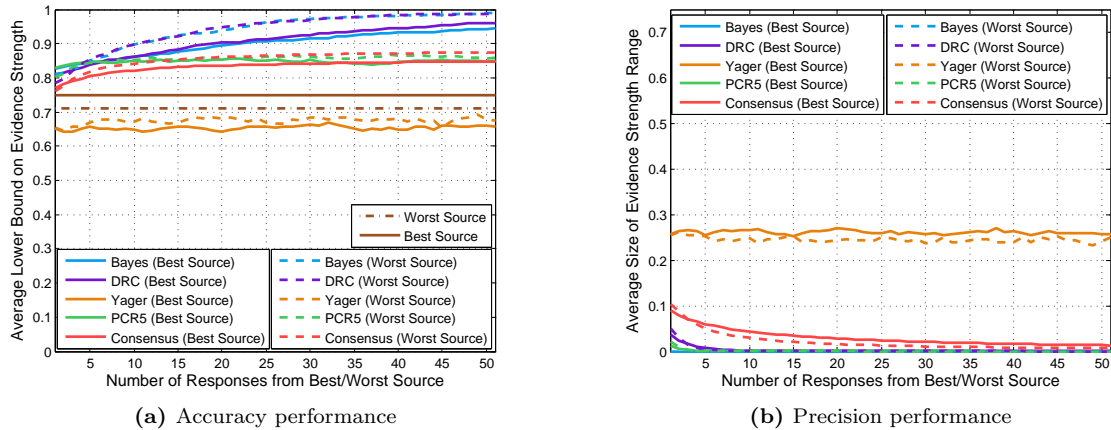 Average Lower Bound on Evidence Strength
1
0.9
0.8
0.7
0.6
0.5
0.4
0.3
0.2
0.1
0
Worst Source
Best Source
Bayes (Best Source)
DRC (Best Source)
Yager (Best Source)
PCR5 (Best Source)
Consensus (Best Source)
Bayes (Worst Source)
DRC (Worst Source)
Yager (Worst Source)
PCR5 (Worst Source)
Consensus (Worst Source)
5 10 15 20 25 30 35 40 45 50
Number of Responses from Best/Worst Source
(a) Accuracy performance
Average Size of Evidence Strength Range
0.7
0.6
0.5
0.4
0.3
0.2
0.1
0
Bayes (Best Source)
DRC (Best Source)
Yager (Best Source)
PCR5 (Best Source)
Consensus (Best Source)
Bayes (Worst Source)
DRC (Worst Source)
Yager (Worst Source)
PCR5 (Worst Source)
Consensus (Worst Source)
5 10 15 20 25 30 35 40 45 50
Number of Responses from Best/Worst Source
(b) Precision performance